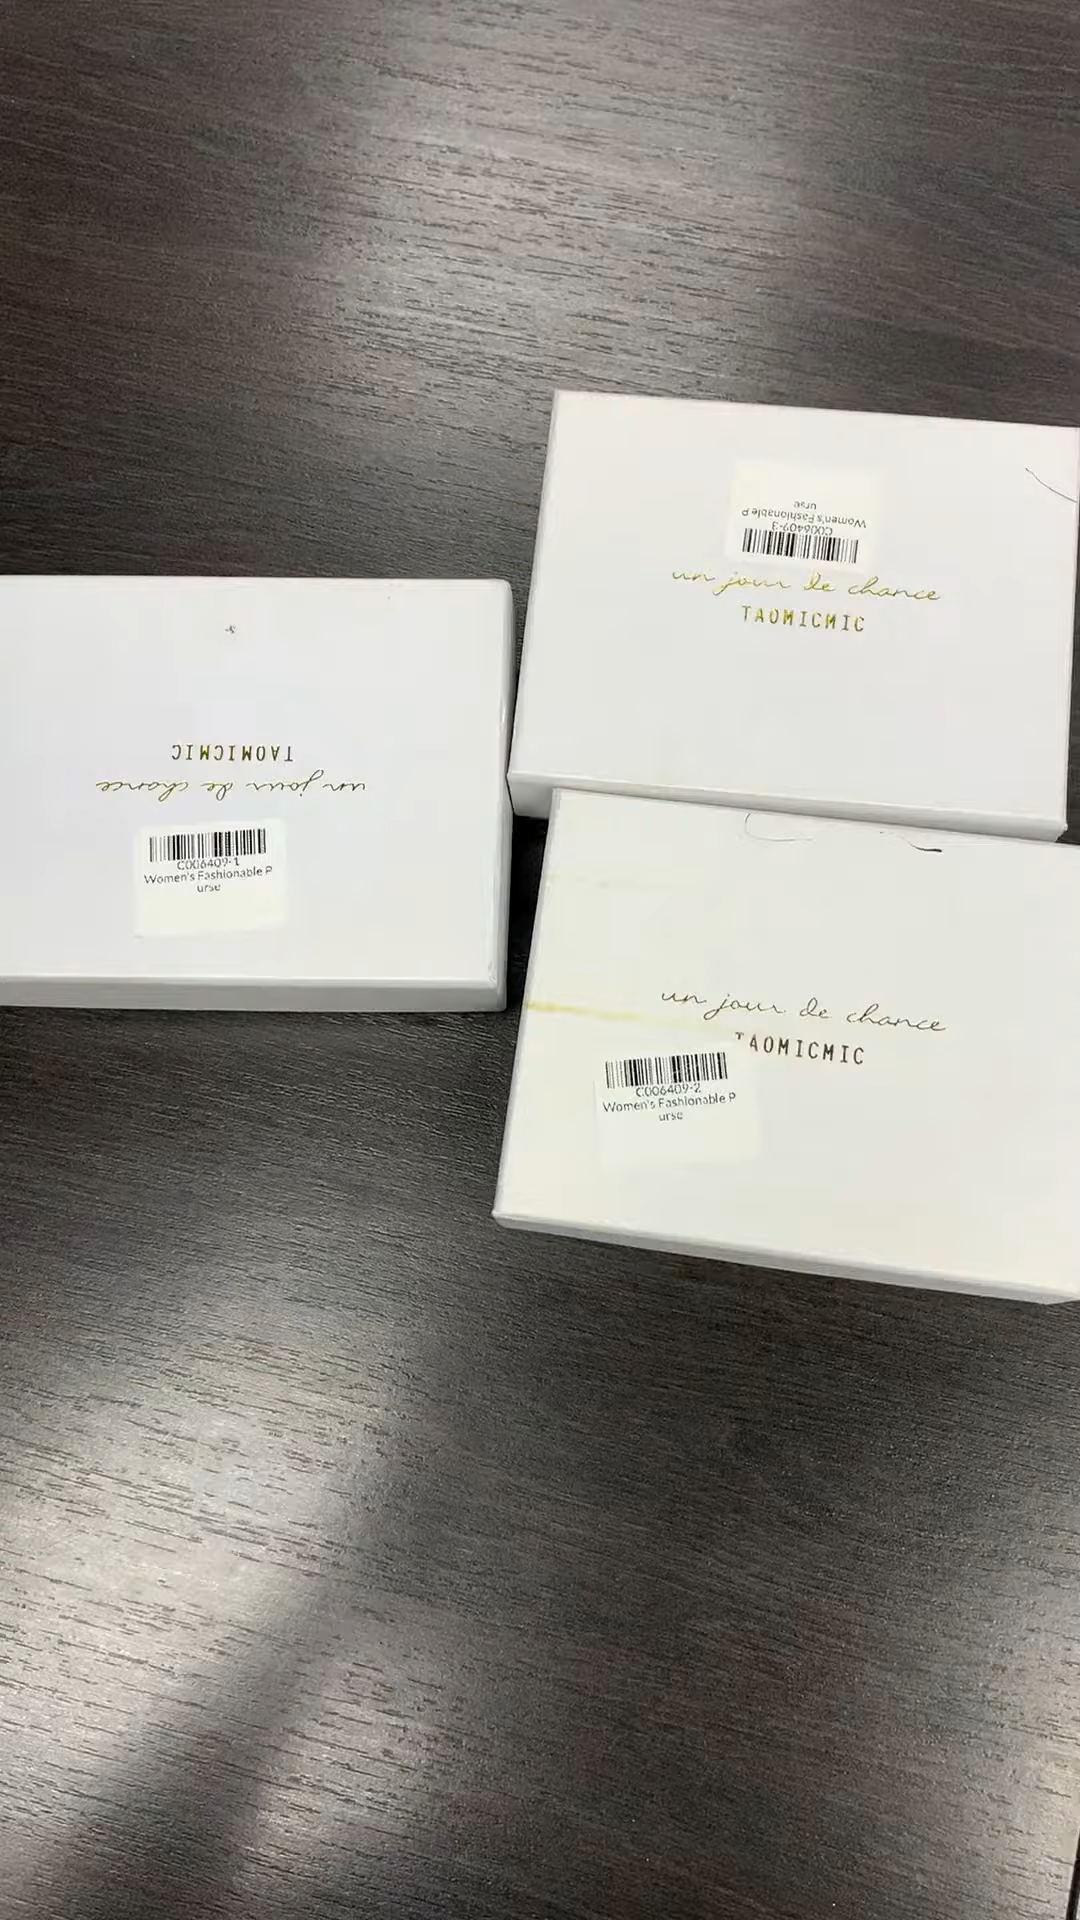 Women's Fashionable P
urse
C006409-3
un jour de chance
TAOMICMIC
un jour de chance
TAOMICMIC
C006409-1
Women's Fashionable P
urse
un jour de chance
TAOMICMIC
C006409-2
Women's Fashionable P
urse